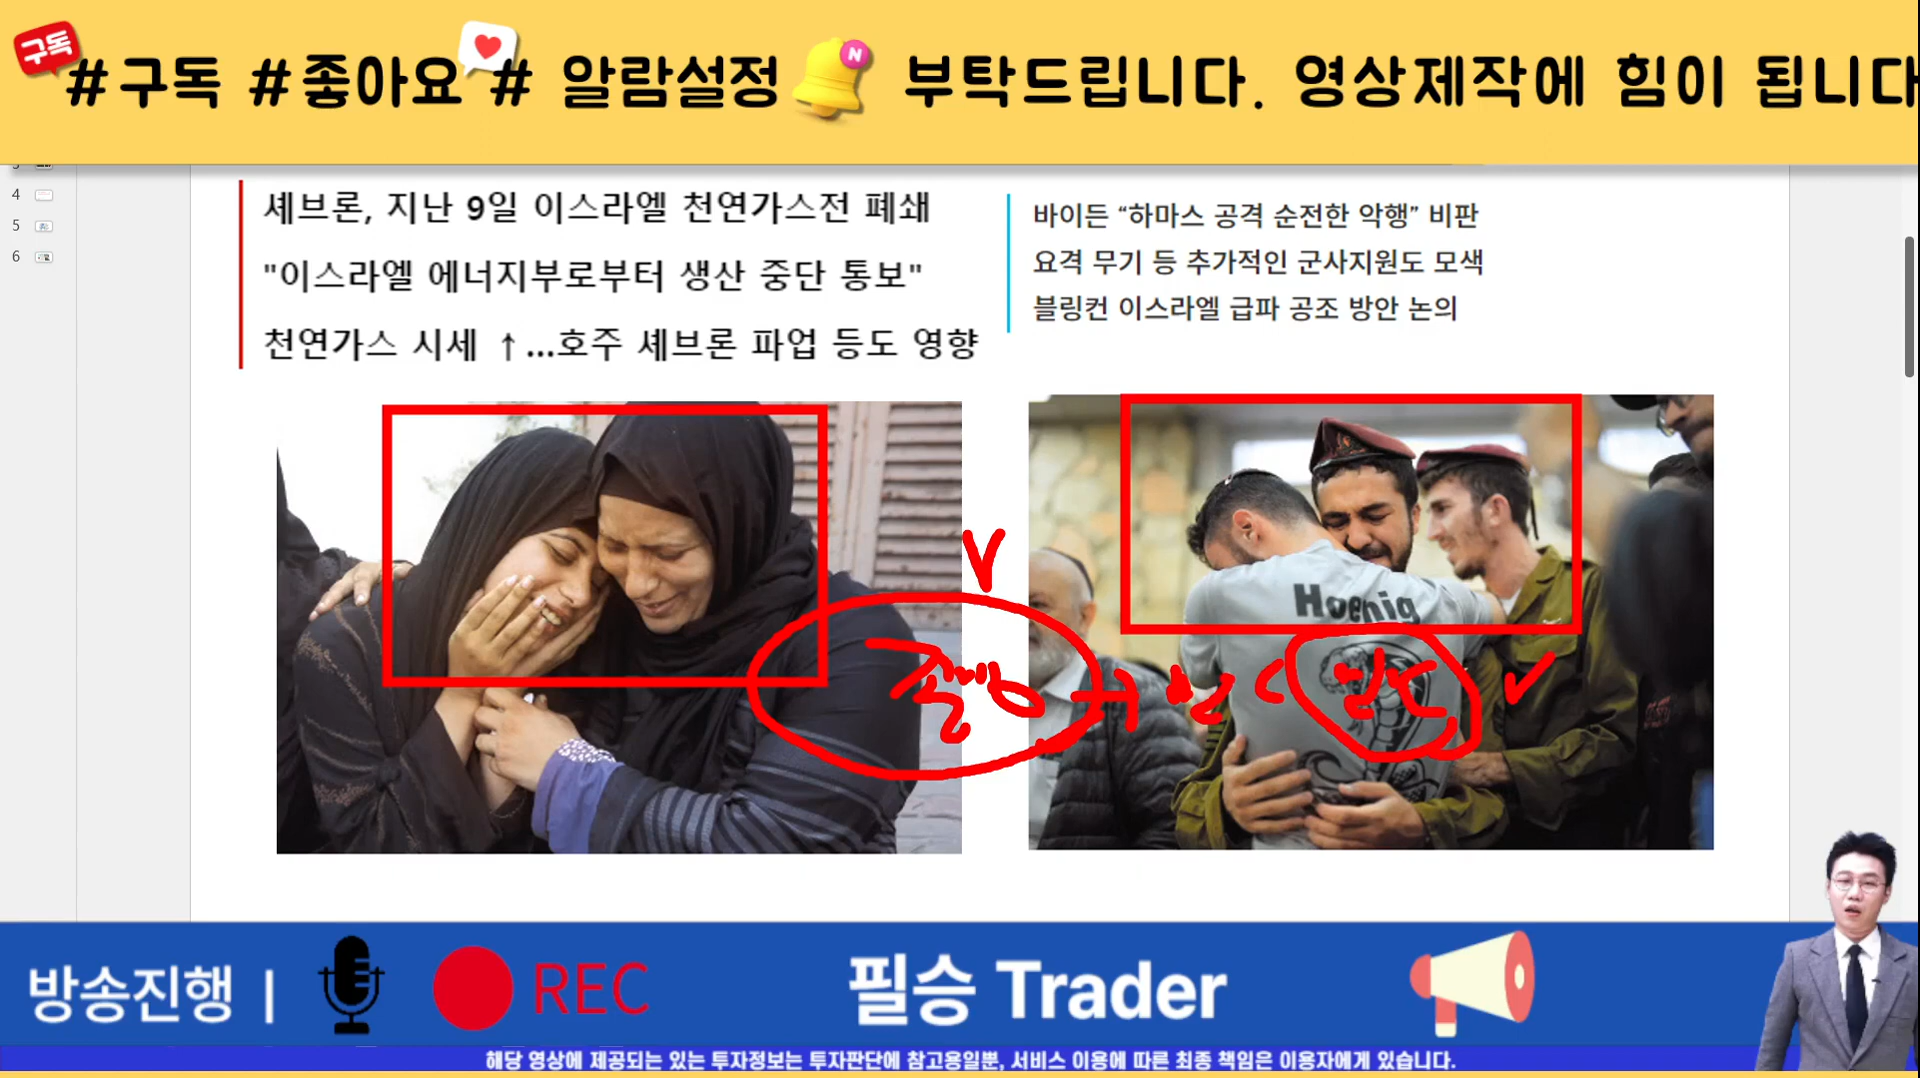 구독
#구독 #좋아요 # 알람설정 N 부탁드립니다. 영상제작에 힘이 됩니다
4
5
6
셰브론, 지난 9일 이스라엘 천연가스전 폐쇄
"이스라엘 에너지부로부터 생산 중단 통보"
천연가스 시세 ↑...호주 셰브론 파업 등도 영향
바이든 “하마스 공격 순전한 악행” 비판
요격 무기 등 추가적인 군사지원도 모색
블링컨 이스라엘 급파 공조 방안 논의
Hoenig
방송진행 | REC 필승 Trader
해당 영상에 제공되는 있는 투자정보는 투자판단에 참고용일뿐, 서비스 이용에 따른 최종 책임은 이용자에게 있습니다.